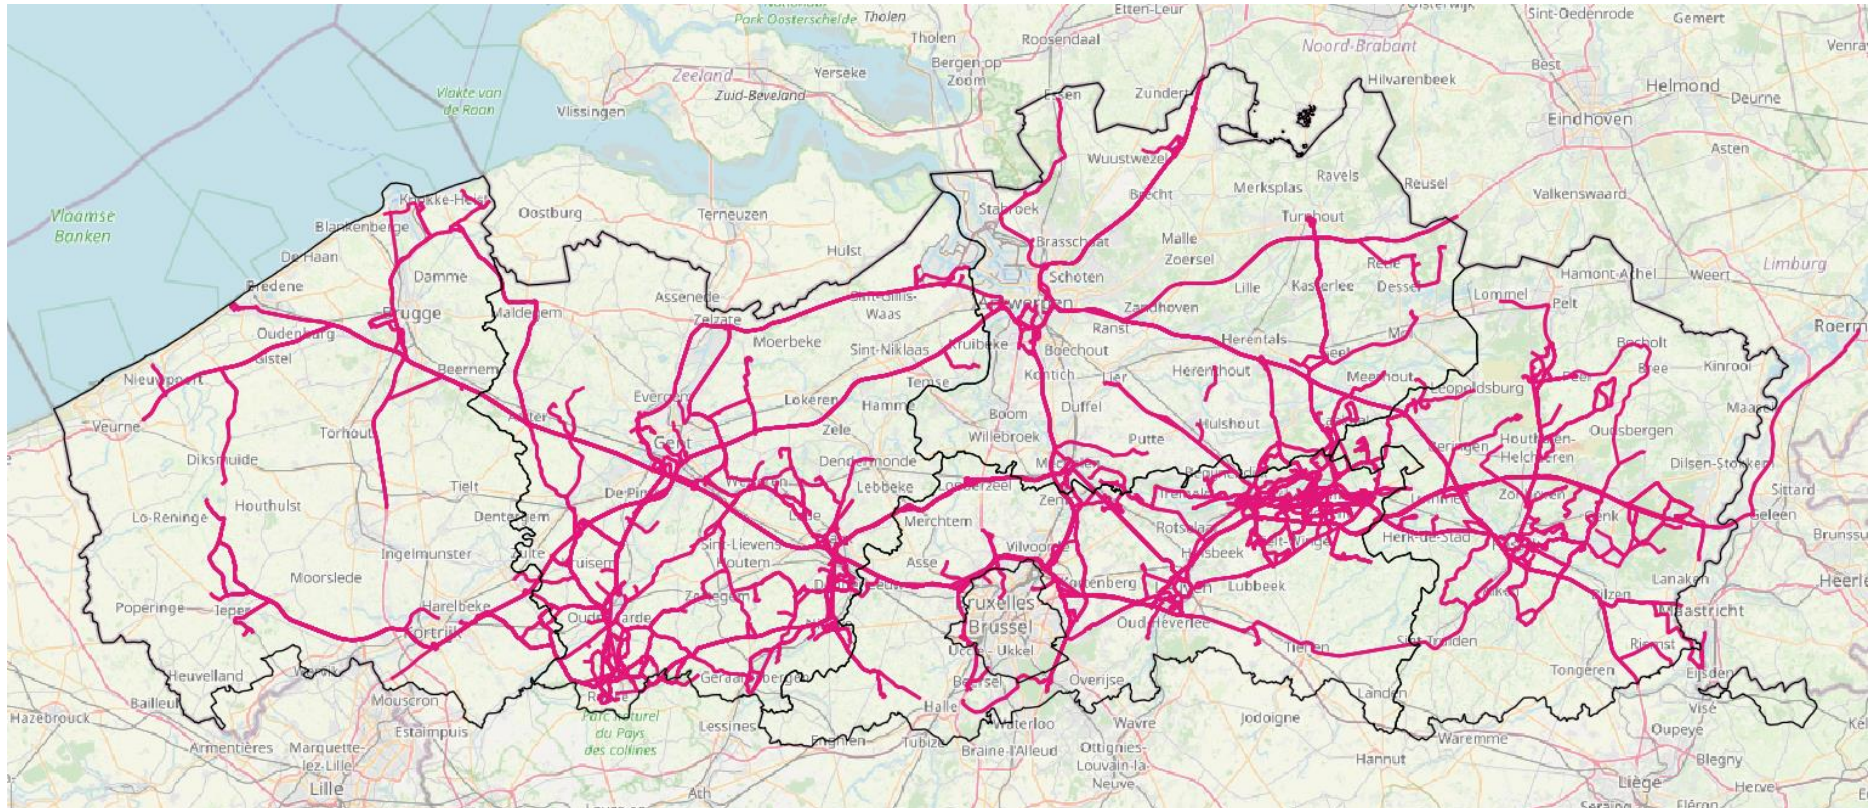 Park Oosterschelde
Tholen
Etten-Leur
Sint-Oedenrode
Gemert
Tholen
Roosendaal
Noord-Brabant
Bergen op
Zoom
Best
Zeeland
Yerseke
Hilvarenbeek
Helmond
Deurne
Vlakte van
de Raan
Zuid-Beveland
Zundert
Vlissingen
Eindhoven
Asten
Wuustwezel
Ravels
Reusel
Merksplas
Brecht
Valkenswaard
Vlaamse
Banken
Knokke-Heist
Oostburg
Terneuzen
Stabroek
Turnhout
Blankenberge
Hulst
Brasschaat
Malle
Zoersel
De Haan
Damme
Schoten
Retie
Hamont-Achel
Weert
Limburg
Bredene
Assenede
Sint-Gillis-
Waas
Antwerpen
Zandhoven
Lille
Kasterlee
Dessel
Lommel
Pelt
Brugge
Maldegem
Zelzate
Oudenburg
Gistel
Moerbeke
Sint-Niklaas
Kruibeke
Ranst
Boechout
Herentals
Bocholt
Nieuwpoort
Beernem
Kontich
Lier
Herenthout
Meerhout
Leopoldsburg
Peer
Bree
Kinrooi
Temse
Evergem
Lokeren
Hamme
Boom
Duffel
Hulshout
Veurne
Torhout
Gent
Zele
Willebroek
Putte
Oudsbergen
Diksmuide
Dendermonde
Lebbeke
Houthalen-
Helchteren
Dilsen-Stokkem
Tielt
Sittard
Geleen
Lo-Reninge
Houthulst
Dentergem
Merchtem
Rotselaar
Zonhoven
Genk
Ingelmunster
Sint-Lievens-
Houtem
Asse
Vilvoorde
Holsbeek
Herk-de-Stad
Brunssu
Moorslede
Kortenberg
Lubbeek
Lanaken
Heerle
Poperinge
Ieper
Harelbeke
Zottegem
Bilzen
Maastricht
Kortrijk
Oudenaarde
Bruxelles -
Brussel
Oud-Heverlee
Sint-Truiden
Riemst
Uccle - Ukkel
Tienen
Heuvelland
Geraardsbergen
Beersel
Overijse
Tongeren
Eijsden
Bailleul
Mouscron
Ronse
Halle
Landen
Visé
Hazebrouck
Estaimpuis
Parc naturel
du Pays
des collines
Lessines
Waterloo
Wavre
Jodoigne
Oupeye
Armentières
Marquette-
lez-Lille
Enghien
Tubize
Braine-l'Alleud
Ottignies-
Louvain-la-
Neuve
Waremme
Hannut
Blegny
Lille
Ath
Liège
Herve